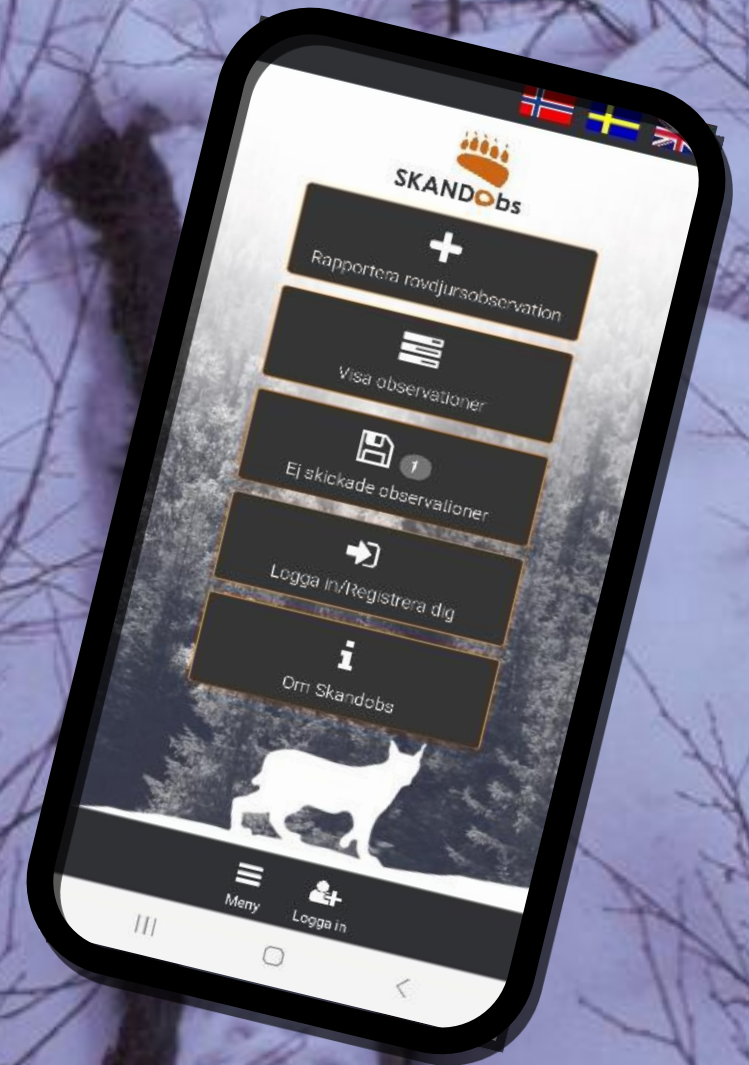 SKANDObs
Rapportera rovdjursobservation
Visa observationer
1
Ej skickade observationer
Logga in/Registrera dig
Om Skandobs
Meny
Logga in